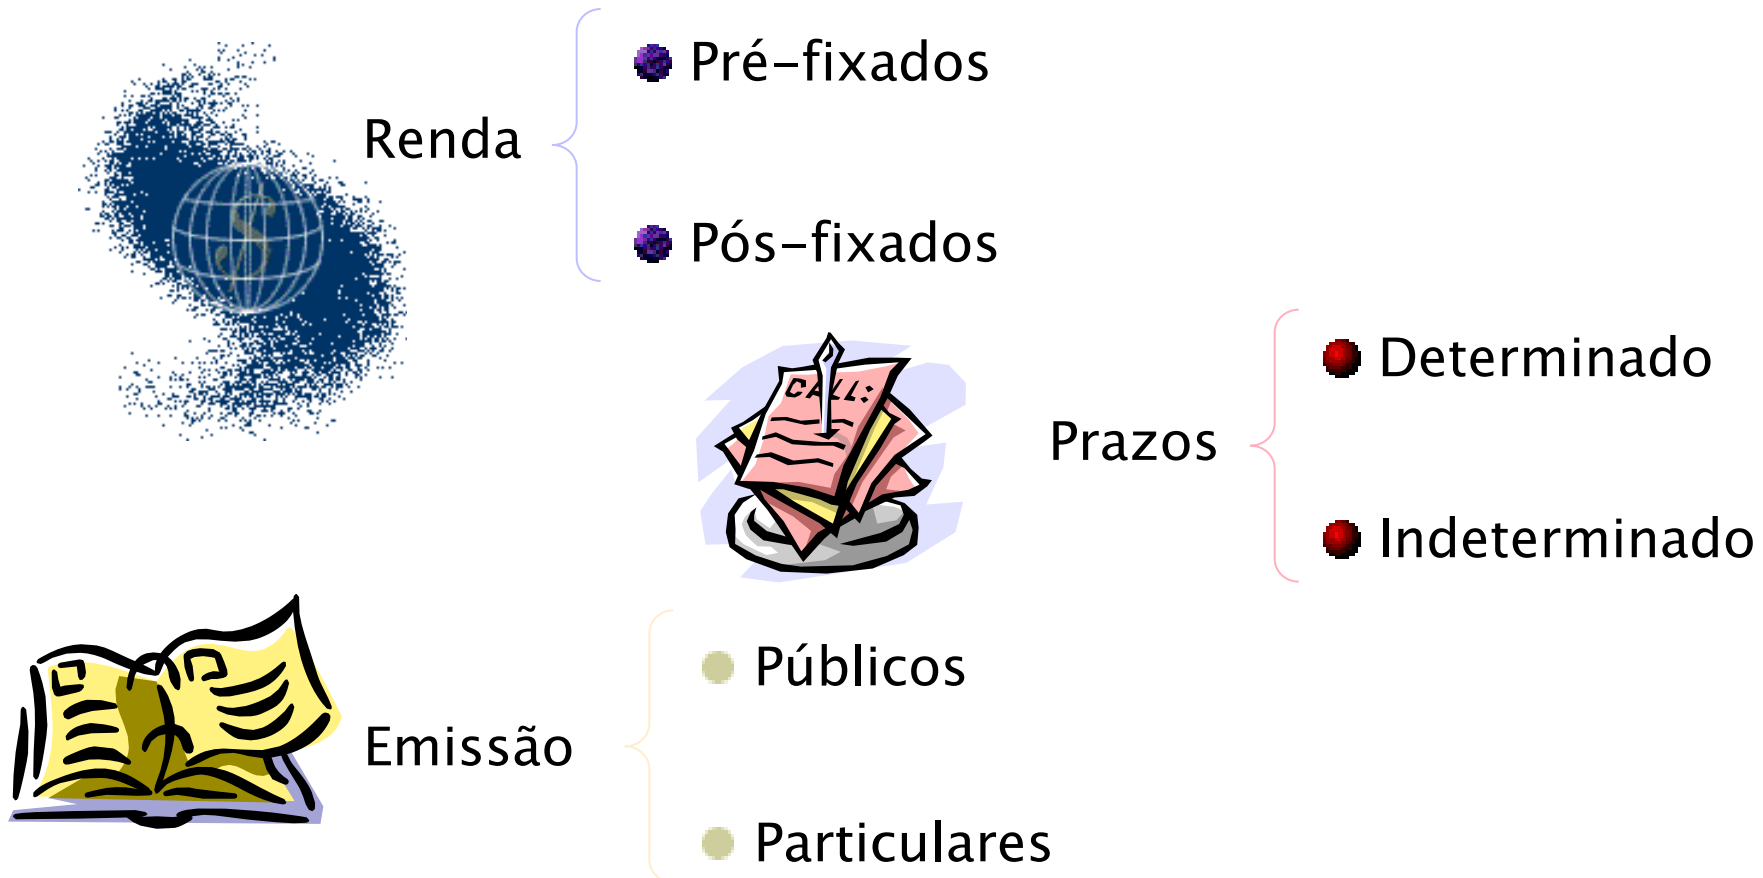 Pré-fixados
Renda
Pós-fixados
Determinado
CALL:
Prazos
Indeterminado
Públicos
Emissão
Particulares